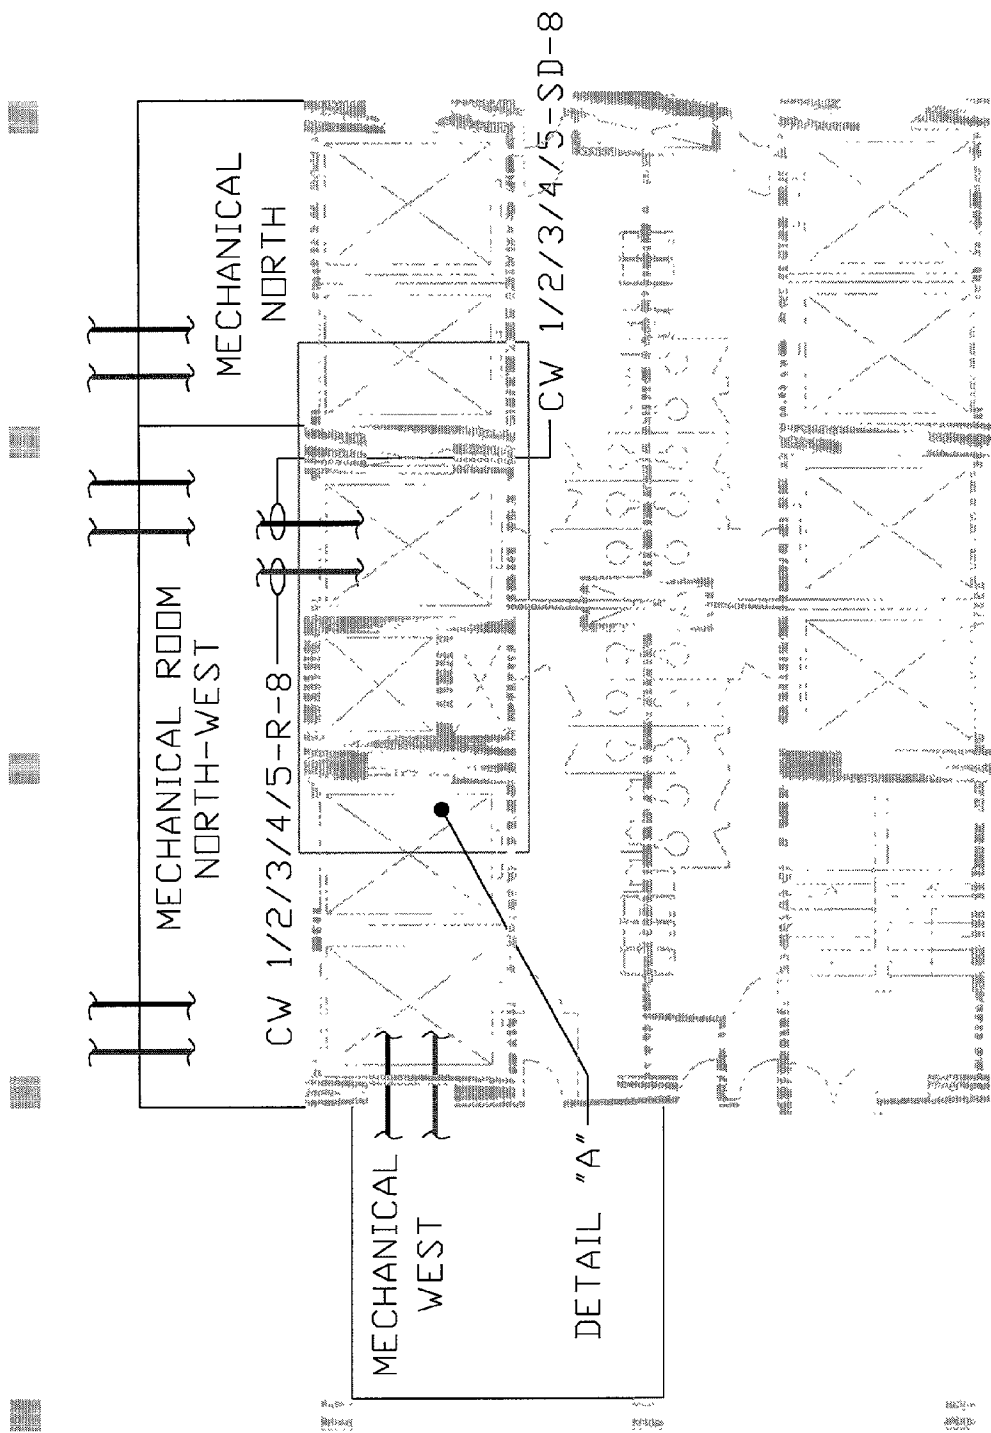 MECHANICAL ROOM
NORTH-WEST
MECHANICAL
NORTH
CW 1/2/3/4/5-R-8
MECHANICAL
WEST
CW 1/2/3/4/5-SD-8
DETAIL "A"